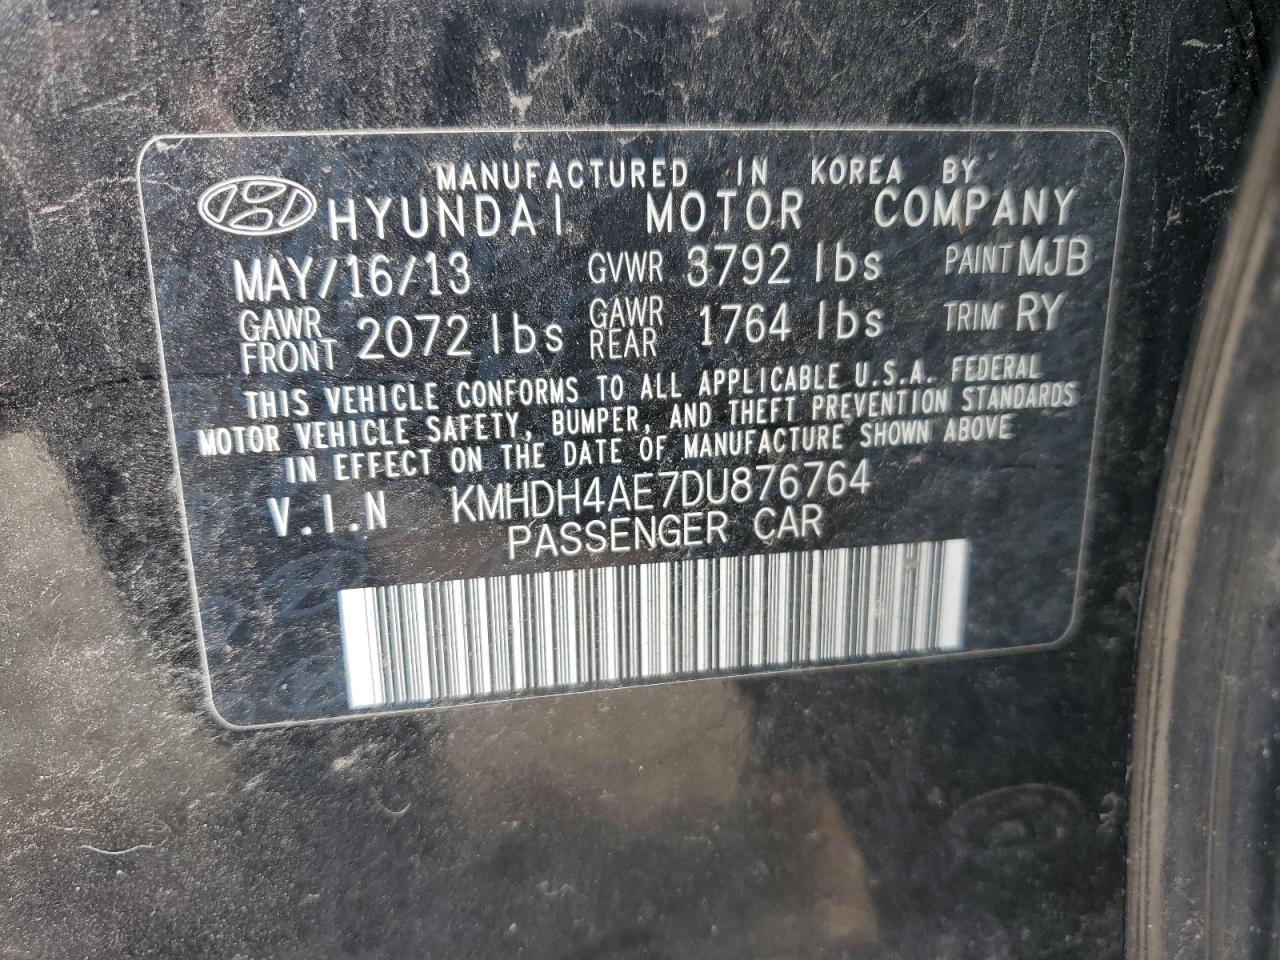 MANUFACTURED IN KOREA BY
HYUNDAI MOTOR COMPANY
MAY/16/13 GVWR 3792 lbs PAINT MJB
GAWR FRONT 2072 lbs GAWR REAR 1764 lbs TRIM RY
THIS VEHICLE CONFORMS TO ALL APPLICABLE U.S.A. FEDERAL
MOTOR VEHICLE SAFETY, BUMPER, AND THEFT PREVENTION STANDARDS
IN EFFECT ON THE DATE OF MANUFACTURE SHOWN ABOVE
V.I.N KMHDH4AE7DU876764
PASSENGER CAR